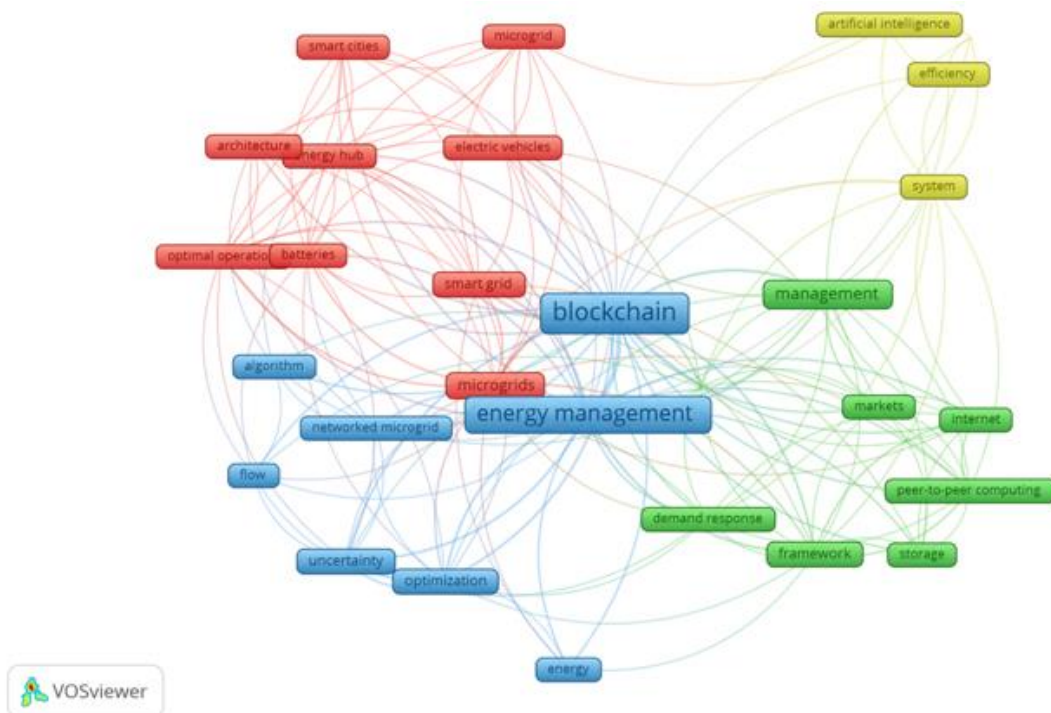 artificial intelligence
microgrid
smart cities
efficiency
architecture
electric vehicles
energy hub
system
optimal operation
batteries
smart grid
management
blockchain
algorithm
microgrids
markets
energy management
internet
networked microgrid
flow
peer-to-peer computing
demand response
framework
storage
uncertainty
optimization
energy
VOSviewer